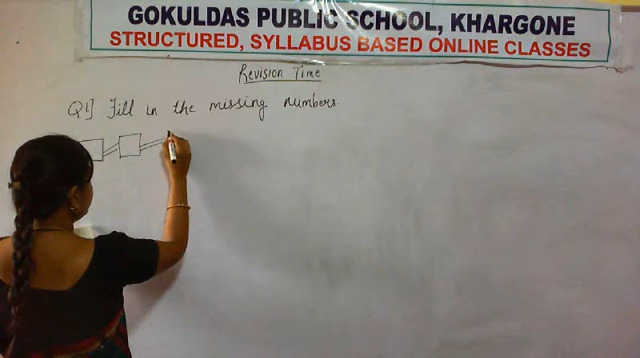 GOKULDAS PUBLIC SCHOOL, KHARGONE
STRUCTURED, SYLLABUS BASED ONLINE CLASSES
Revision Time
Q1] Fill in the missing numbers.